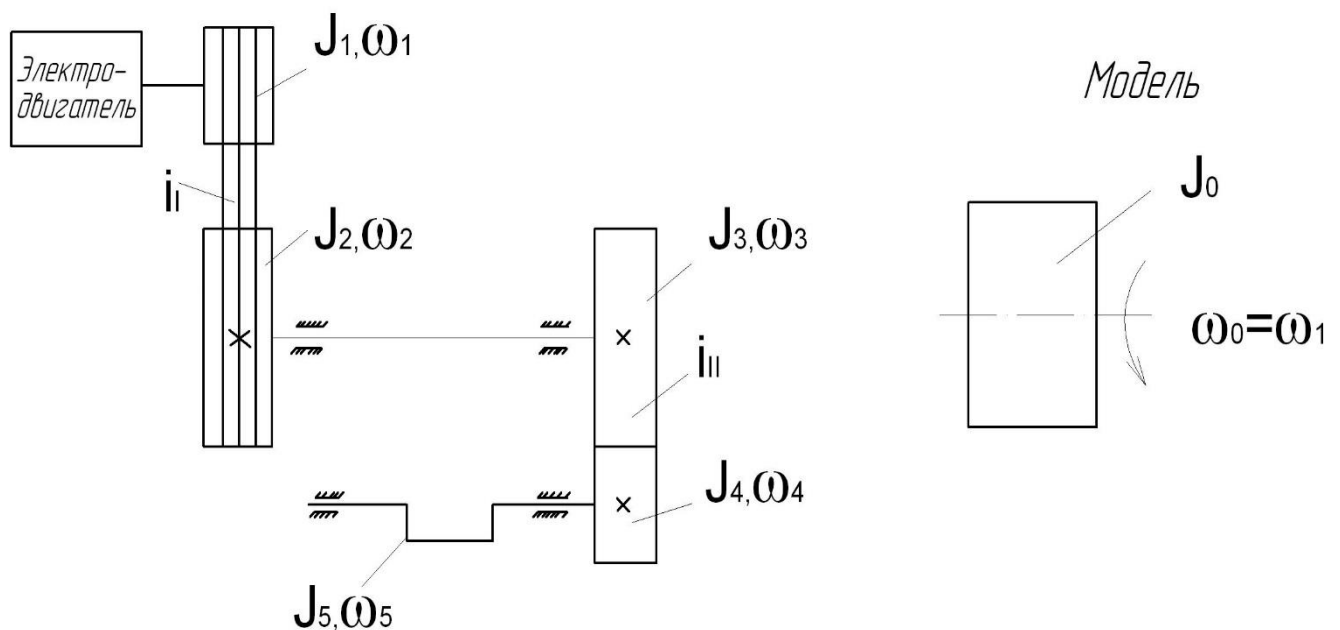 Электро-
двигатель
J1,ω1
iI
J2,ω2
J3,ω3
iII
J4,ω4
J5,ω5
Модель
J0
ω0=ω1